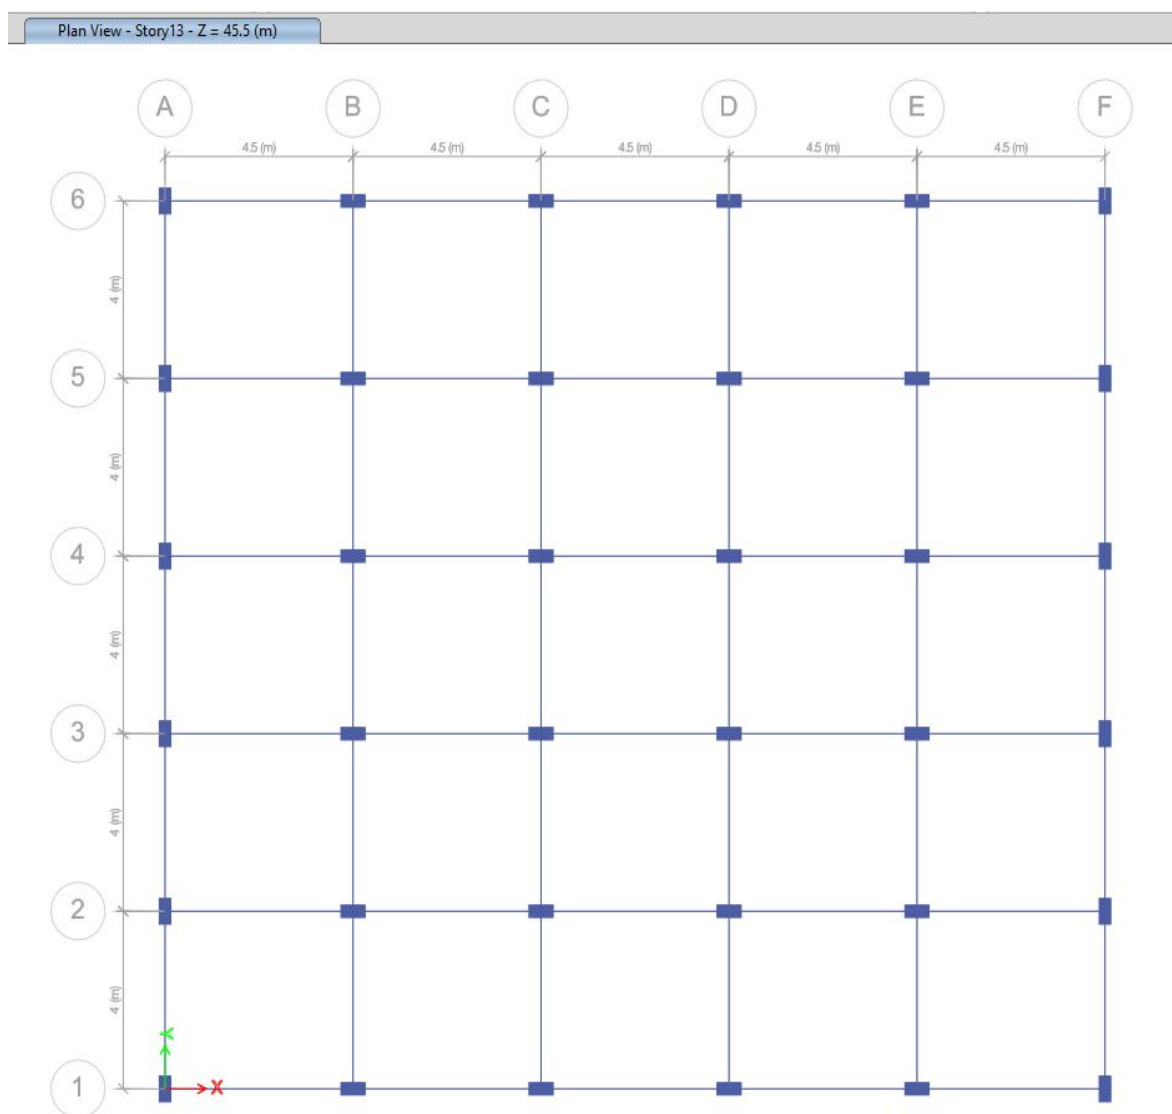 Plan View - Story13 - Z = 45.5 (m)
A B C D E F
4.5 (m) 4.5 (m) 4.5 (m) 4.5 (m) 4.5 (m)
6
4 (m)
5
4 (m)
4
4 (m)
3
4 (m)
2
4 (m)
Y
1
X